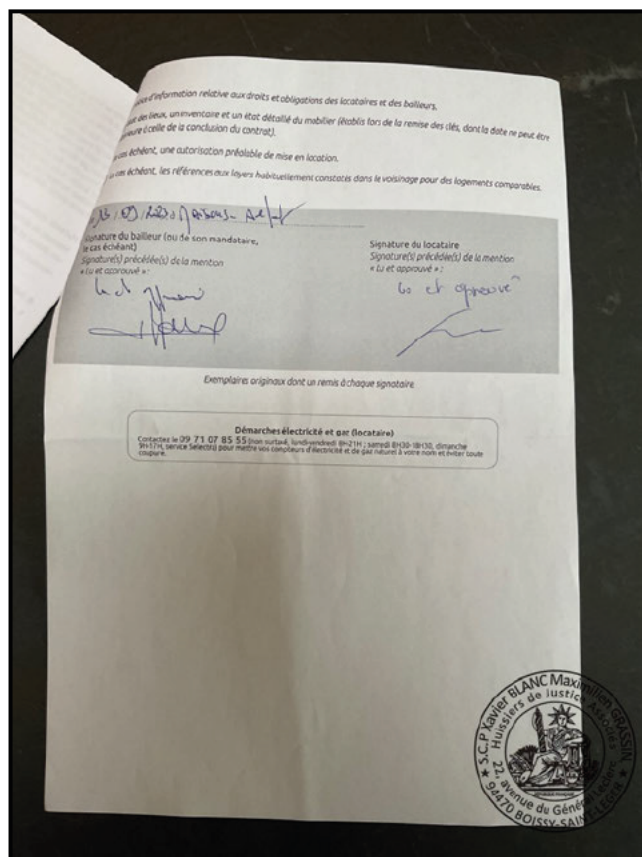 d'information relative aux droits et obligations des locataires et des bailleurs,
des lieux, un inventaire et un état détaillé du mobilier (établis lors de la remise des clés, dont la date ne peut être
à celle de la conclusion du contrat).
cas échéant, une autorisation préalable de mise en location.
cas échéant, les références aux loyers habituellement constatés dans le voisinage pour des logements comparables.
Signature du bailleur (ou de son mandataire,
le cas échéant)
Signature(s) précédée(s) de la mention
« Lu et approuvé » :
Signature du locataire
Signature(s) précédée(s) de la mention
« Lu et approuvé » :
Lu et approuvé
Exemplaires originaux dont un remis à chaque signataire
Démarches électricité et gaz (locataire)
Contactez le 09 71 07 85 55 (non surtaxé, lundi-vendredi 8H-21H ; samedi 8H30-18H30, dimanche
9H-17H, service Selectra) pour mettre vos compteurs d'électricité et de gaz naturel à votre nom et éviter toute
coupure.
S.C.P Xavier BLANC Maximilien GRASSIN
Huissiers de Justice Associés
22, avenue du Général Leclerc
94470 BOISSY-SAINT-LEGER